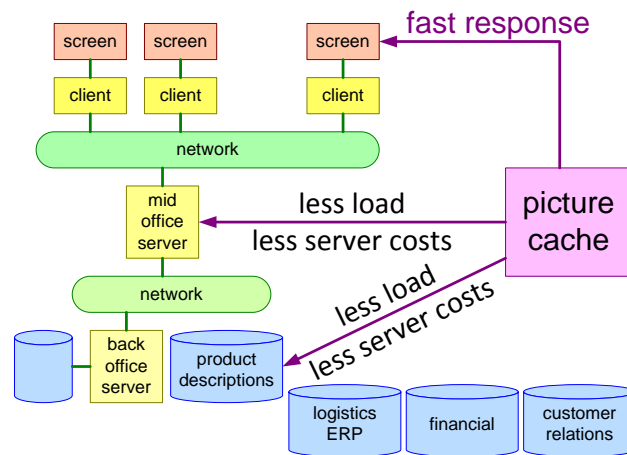 fast response
screen
screen
screen
client
client
client
network
mid
office
server
less load
less server costs
picture
cache
network
less load
less server costs
back
office
server
product
descriptions
logistics
ERP
financial
customer
relations